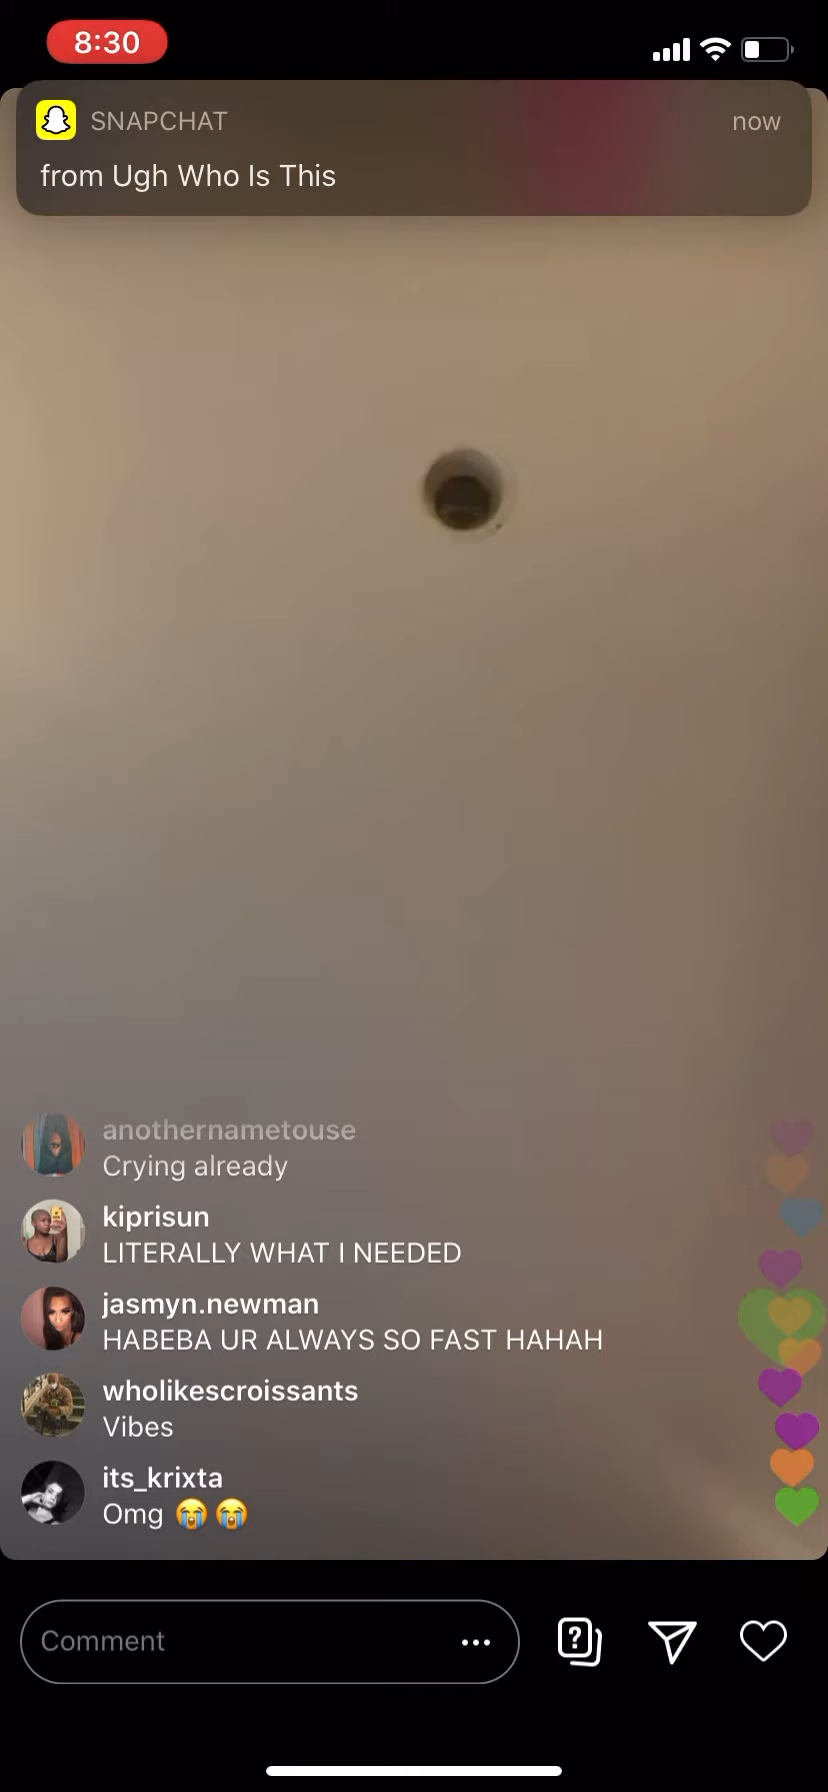 8:30
SNAPCHAT
now
from Ugh Who Is This
anothernametouse
Crying already
kiprisun
LITERALLY WHAT I NEEDED
jasmyn.newman
HABEBA UR ALWAYS SO FAST HAHAH
wholikescroissants
Vibes
its_krixta
Omg 😭😭
Comment